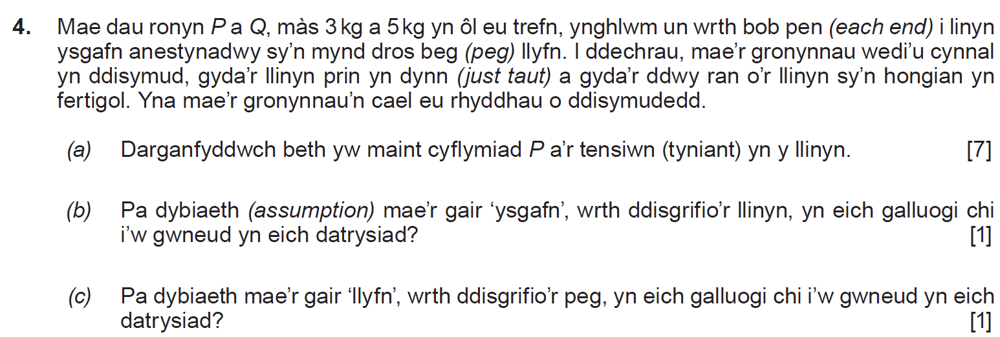 4. Mae dau ronyn P a Q, màs 3 kg a 5 kg yn ôl eu trefn, ynghlwm un wrth bob pen (each end) i linyn
ysgafn anestynadwy sy'n mynd dros beg (peg) llyfn. I ddechrau, mae'r gronynnau wedi'u cynnal
yn ddisymud, gyda'r llinyn prin yn dynn (just taut) a gyda'r ddwy ran o'r llinyn sy'n hongian yn
fertigol. Yna mae'r gronynnau'n cael eu rhyddhau o ddisymudedd.
(a) Darganfyddwch beth yw maint cyflymiad P a'r tensiwn (tyniant) yn y llinyn. [7]
(b) Pa dybiaeth (assumption) mae'r gair ‘ysgafn’, wrth ddisgrifio'r llinyn, yn eich galluogi chi
i'w gwneud yn eich datrysiad? [1]
(c) Pa dybiaeth mae'r gair ‘llyfn’, wrth ddisgrifio'r peg, yn eich galluogi chi i'w gwneud yn eich
datrysiad? [1]